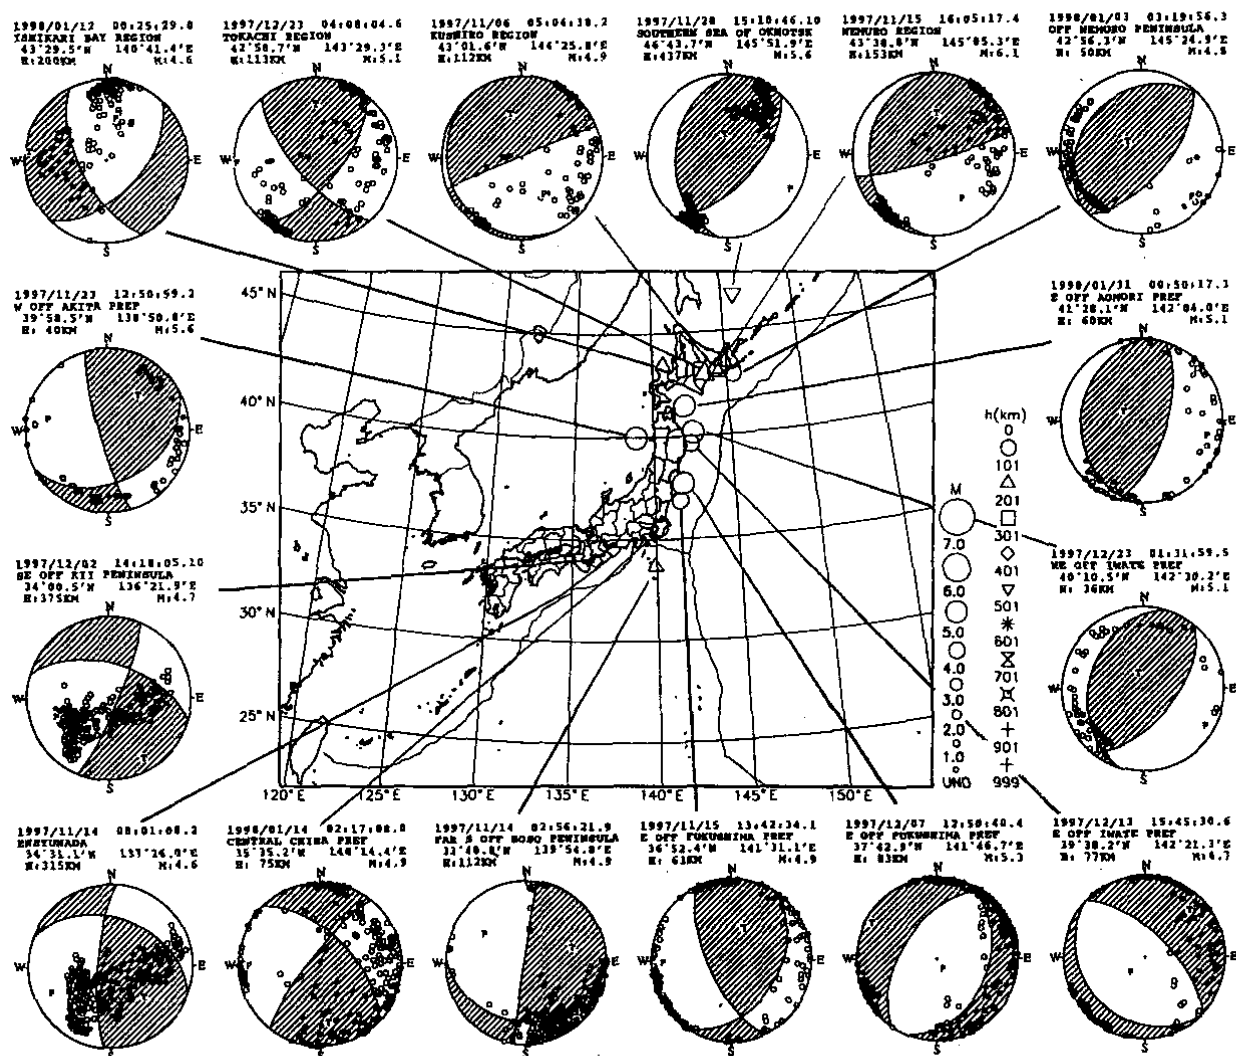 1998/01/12 00:25:29.8
ISHIKARI BAY REGION
43°29.5'N 140°41.4'E
H:200KM M:4.6
1997/12/23 04:08:04.6
TOKACHI REGION
42°58.7'N 143°29.3'E
H:113KM M:5.1
1997/11/06 05:04:38.2
KUSHIRO REGION
43°01.6'N 144°25.8'E
H:112KM M:4.9
1997/11/28 15:10:46.10
SOUTHERN SEA OF OKHOTSK
46°43.7'N 145°51.9'E
H:437KM M:5.6
1997/11/15 16:05:17.4
NEMURO REGION
43°38.8'N 145°05.3'E
H:153KM M:6.1
1998/01/03 03:19:56.3
OFF NEMURO PENINSULA
42°56.3'N 145°24.9'E
H: 50KM M:4.8
N
W
E
S
1997/11/23 12:50:59.2
W OFF AKITA PREF
39°58.5'N 138°50.8'E
H: 40KM M:5.6
1998/01/31 00:50:17.1
E OFF AOMORI PREF
41°28.1'N 142°04.0'E
H: 60KM M:5.1
45°N
40°N
35°N
30°N
25°N
120°E
130°E
135°E
140°E
145°E
M
7.0
6.0
5.0
4.0
3.0
2.0
1.0
UNO
h(km)
0
101
201
301
401
501
601
701
801
901
999
1997/12/02 14:18:05.10
SE OFF KII PENINSULA
34°00.5'N 136°21.9'E
H:375KM M:4.7
1997/12/23 01:31:59.5
NE OFF IWATE PREF
40°10.5'N 142°30.2'E
H: 36KM M:5.1
1997/11/14 08:01:08.2
ENSYUNADA
34°31.1'N 137°26.0'E
H:315KM M:4.6
1998/01/14 02:17:08.8
CENTRAL CHIBA PREF
35°35.2'N 140°14.4'E
H: 75KM M:4.9
1997/11/14 02:56:21.9
FAR S OFF BOSO PENINSULA
H:112KM M:4.9
1997/11/15 13:42:34.1
E OFF FUKUSHIMA PREF
36°52.4'N 141°31.1'E
H: 61KM M:4.9
1997/12/07 12:50:40.4
E OFF FUKUSHIMA PREF
37°42.9'N 141°46.7'E
H: 83KM M:5.3
1997/12/13 15:45:30.6
E OFF IWATE PREF
39°38.2'N 142°21.3'E
H: 77KM M:4.7